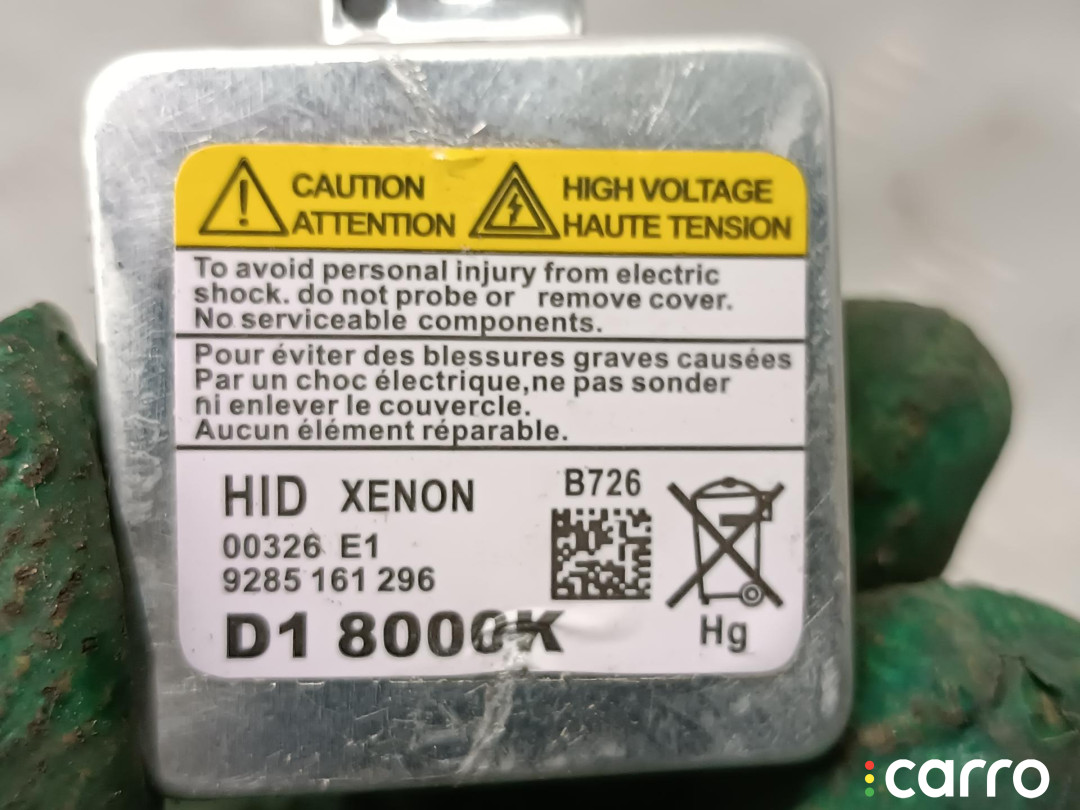 CAUTION
ATTENTION
HIGH VOLTAGE
HAUTE TENSION
To avoid personal injury from electric
shock. do not probe or remove cover.
No serviceable components.
Pour éviter des blessures graves causées
Par un choc électrique,ne pas sonder
ni enlever le couvercle.
Aucun élément réparable.
HID XENON
00326 E1
9285 161 296
D1 8000K
B726
Hg
carro